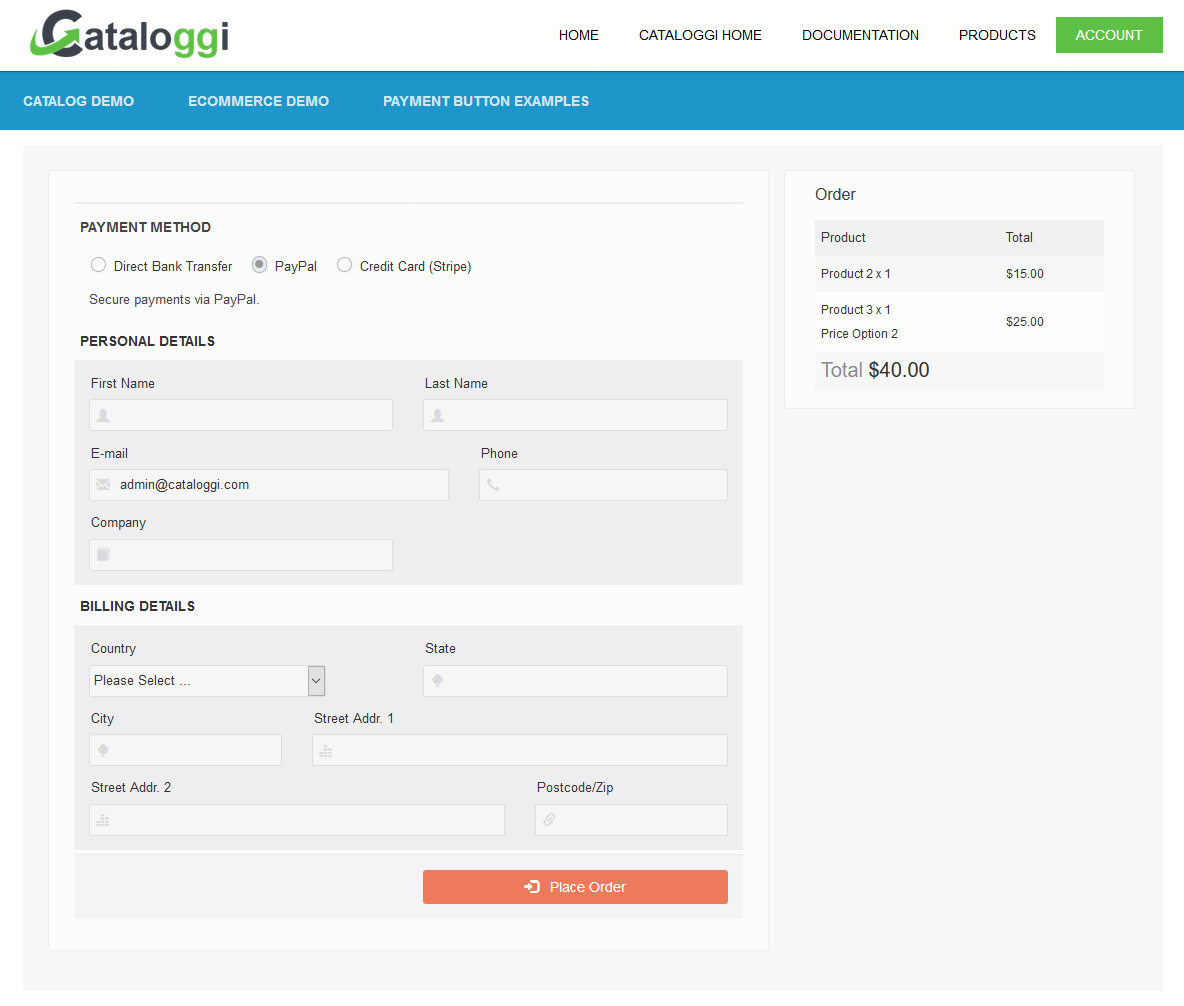 Cataloggi
HOME CATALOGGI HOME DOCUMENTATION PRODUCTS ACCOUNT
CATALOG DEMO ECOMMERCE DEMO PAYMENT BUTTON EXAMPLES
PAYMENT METHOD
Direct Bank Transfer PayPal Credit Card (Stripe)
Secure payments via PayPal.
PERSONAL DETAILS
First Name Last Name
E-mail Phone
admin@cataloggi.com
Company
BILLING DETAILS
Country State
Please Select ...
City Street Addr. 1
Street Addr. 2 Postcode/Zip
Place Order
Order
Product Total
Product 2 x 1 $15.00
Product 3 x 1
Price Option 2 $25.00
Total $40.00